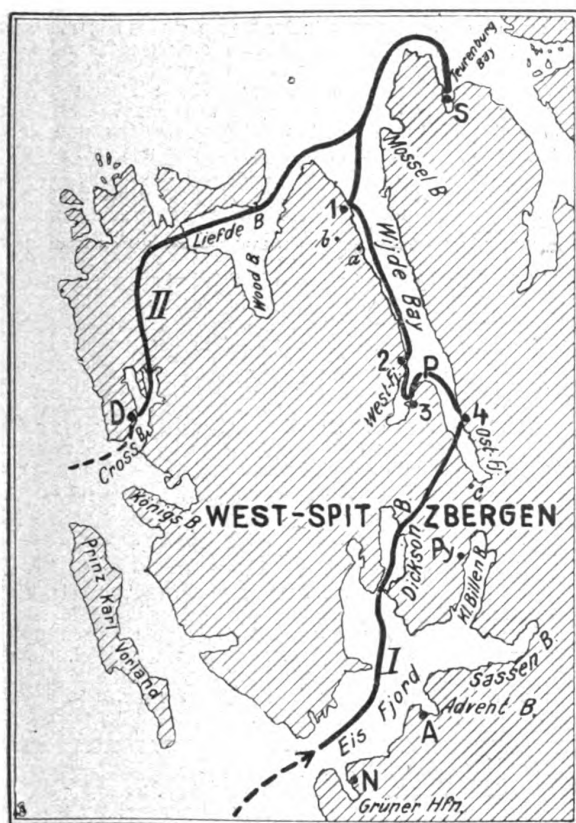 Teurenburg
Bay
S
Mossel B
1
b
a
Liefde B
Wood B
Wijde Bay
II
2
P
West-Fj.
3
4
Ost-Fj.
D
Cross B.
c
Königs B.
WEST-SPITZBERGEN
Dickson B
Py
Kl. Billen B.
Prinz Karl Vorland
I
Sassen B
Eis Fjord
Advent B.
A
N
Grüner Hfn.